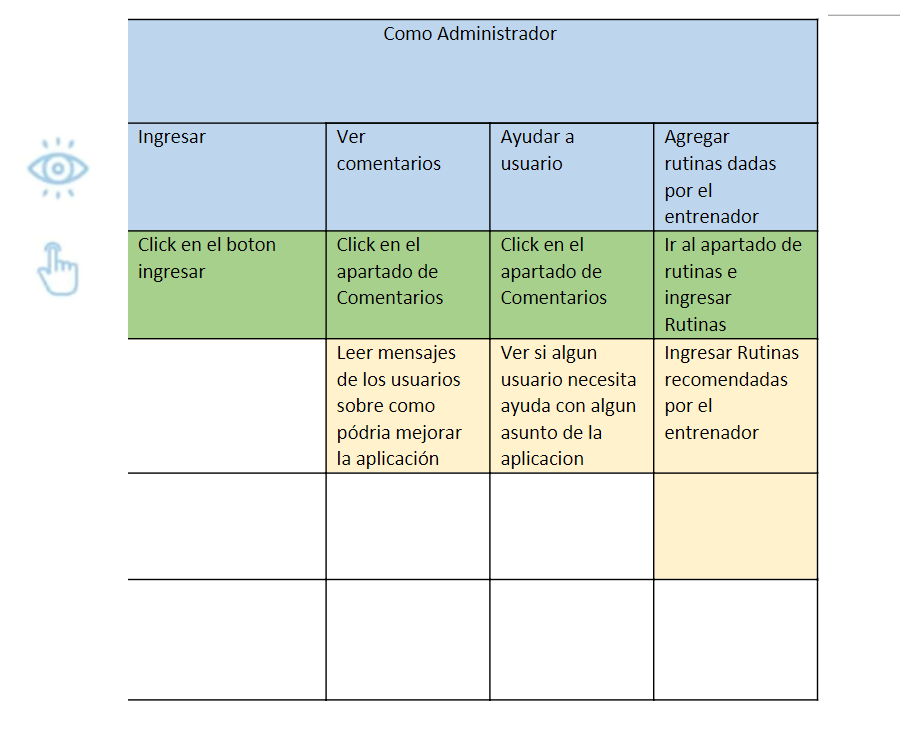 Como Administrador
Ingresar
Ver
comentarios
Ayudar a
usuario
Agregar
rutinas dadas
por el
entrenador
Click en el boton
ingresar
Click en el
apartado de
Comentarios
Click en el
apartado de
Comentarios
Ir al apartado de
rutinas e
ingresar
Rutinas
Leer mensajes
de los usuarios
sobre como
pódria mejorar
la aplicación
Ver si algun
usuario necesita
ayuda con algun
asunto de la
aplicacion
Ingresar Rutinas
recomendadas
por el
entrenador